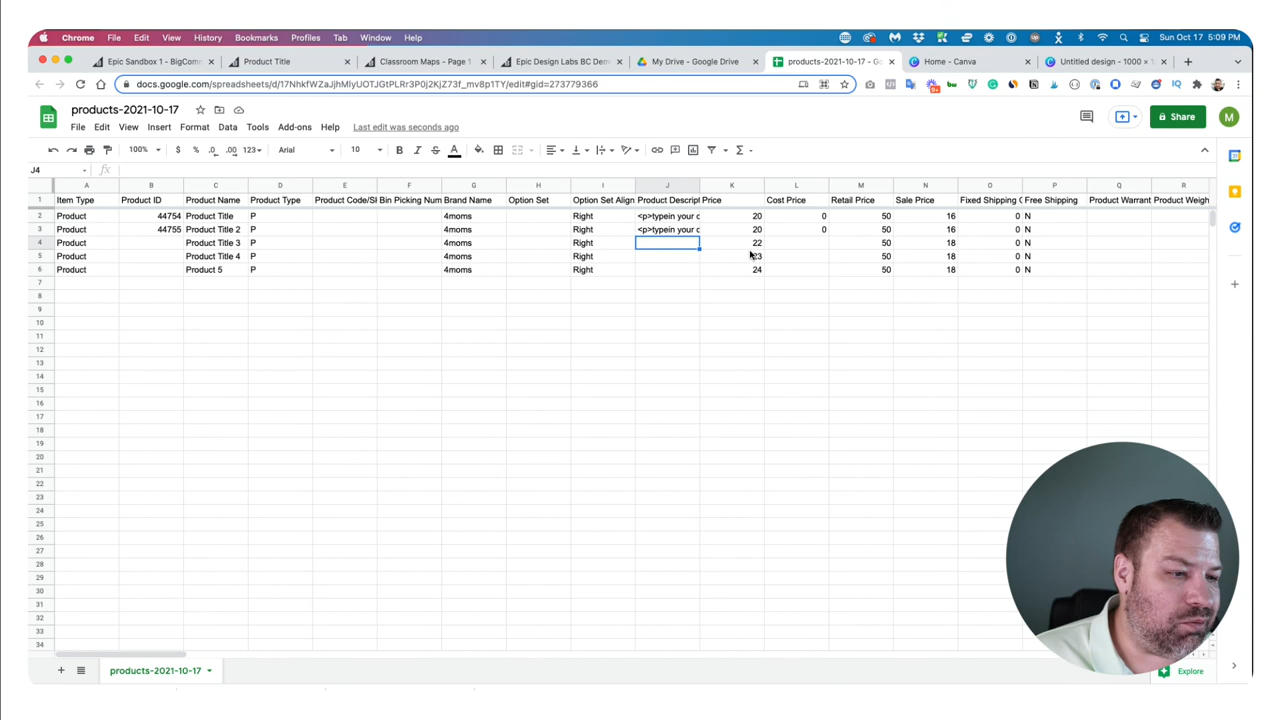 Chrome File Edit View History Bookmarks Profiles Tab Window Help Sun Oct 17 5:09 PM
Epic Sandbox 1 - BigComm Product Title Classroom Maps - Page 1 Epic Design Labs BC Dem My Drive - Google Drive products-2021-10-17 - Go Home - Canva Untitled design - 1000 ×
docs.google.com/spreadsheets/d/17NhkfWZaJjhMlyUOTJGtPLRr3P0j2KjZ73f_mv8p1TY/edit#gid=273779366
products-2021-10-17
Share M
File Edit View Insert Format Data Tools Add-ons Help Last edit was seconds ago
100% $ % .0 .00 123 Arial 10 B I S A
J4 fx
A B C D E F G H I J K L M N O P Q R
1 Item Type Product ID Product Name Product Type Product Code/SI Bin Picking Num Brand Name Option Set Option Set Align Product Descript Price Cost Price Retail Price Sale Price Fixed Shipping C Free Shipping Product Warrant Product Weigh
2 Product 44754 Product Title P 4moms Right <p>typein your c 20 0 50 16 0 N
3 Product 44755 Product Title 2 P 4moms Right <p>typein your c 20 0 50 16 0 N
4 Product Product Title 3 P 4moms Right 22 50 18 0 N
5 Product Product Title 4 P 4moms Right 23 50 18 0 N
6 Product Product 5 P 4moms Right 24 50 18 0 N
7
8
9
10
11
12
13
14
15
16
17
18
19
20
21
22
23
24
25
26
27
28
29
30
31
32
33
34
products-2021-10-17 Explore